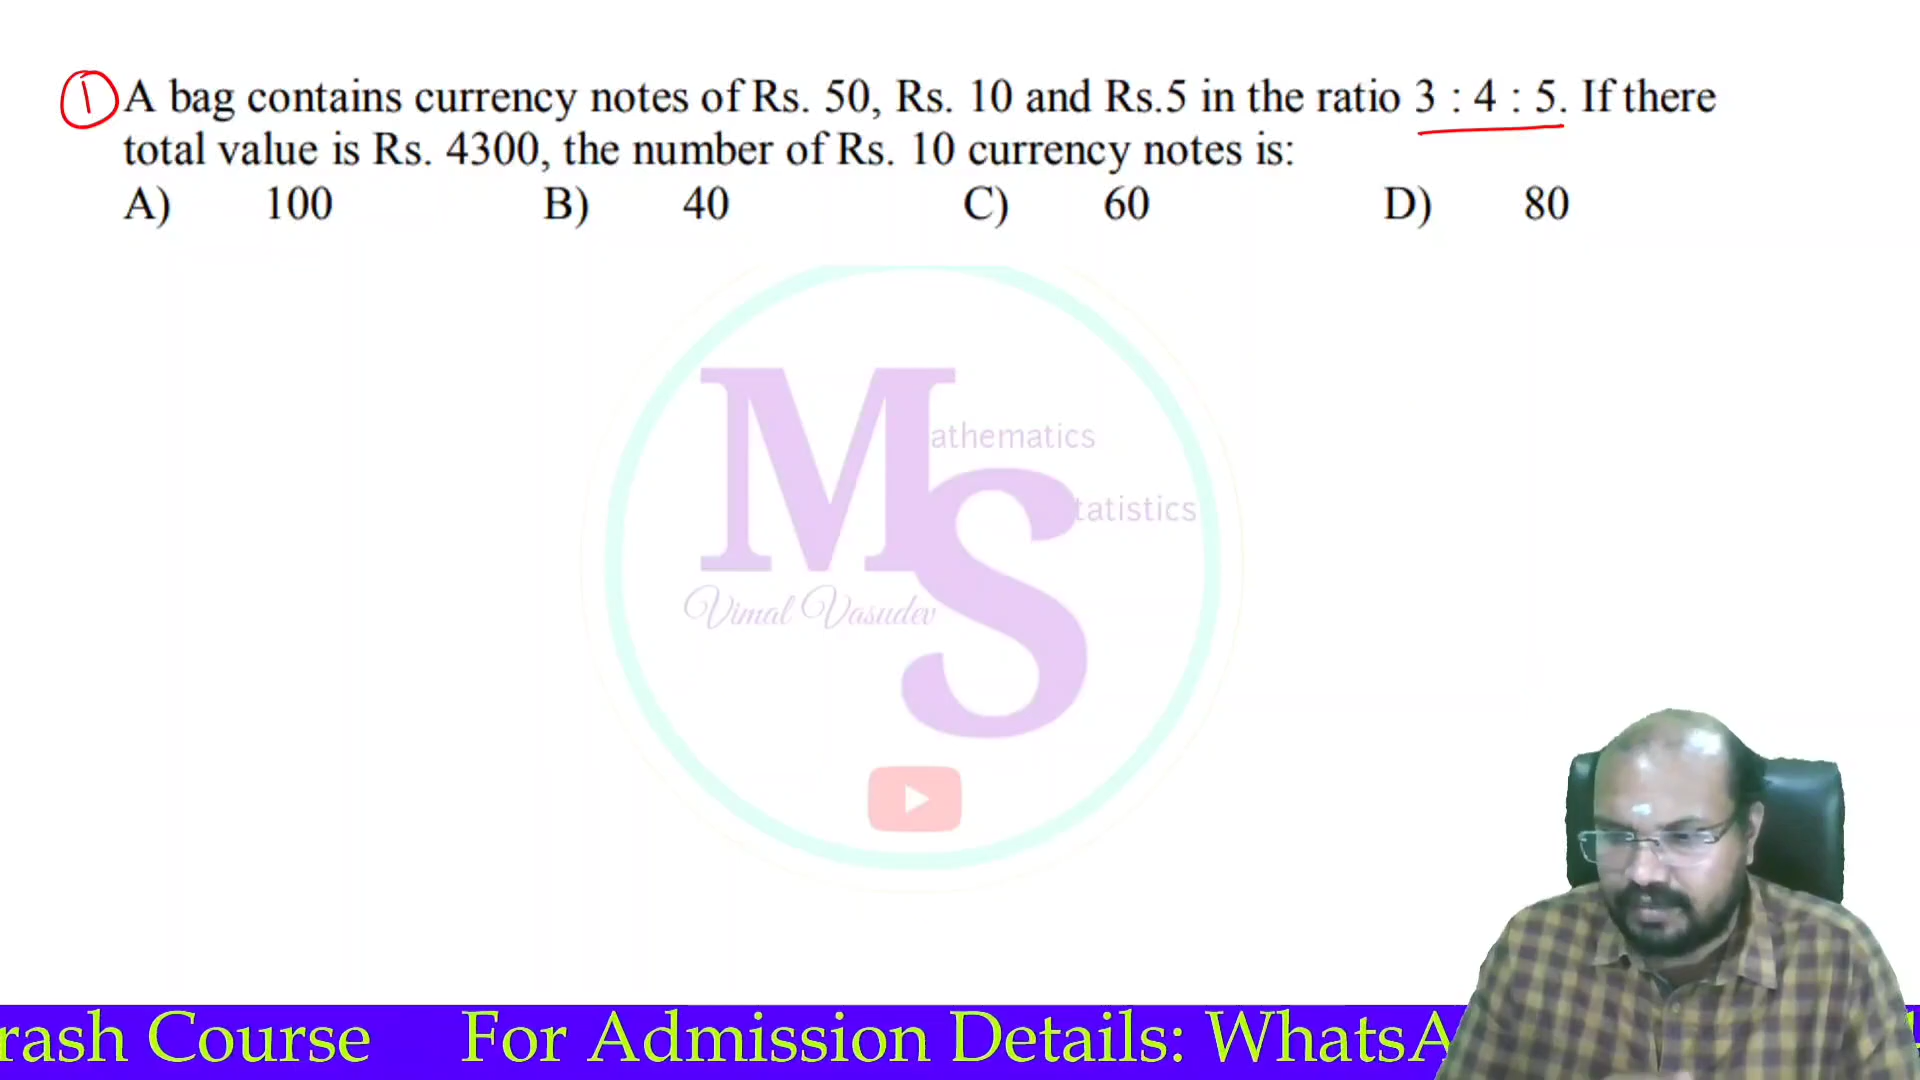 1 A bag contains currency notes of Rs. 50, Rs. 10 and Rs.5 in the ratio 3 : 4 : 5. If there
total value is Rs. 4300, the number of Rs. 10 currency notes is:
A) 100 B) 40 C) 60 D) 80
Mathematics
Statistics
Vimal Vasudev
rash Course For Admission Details: WhatsA